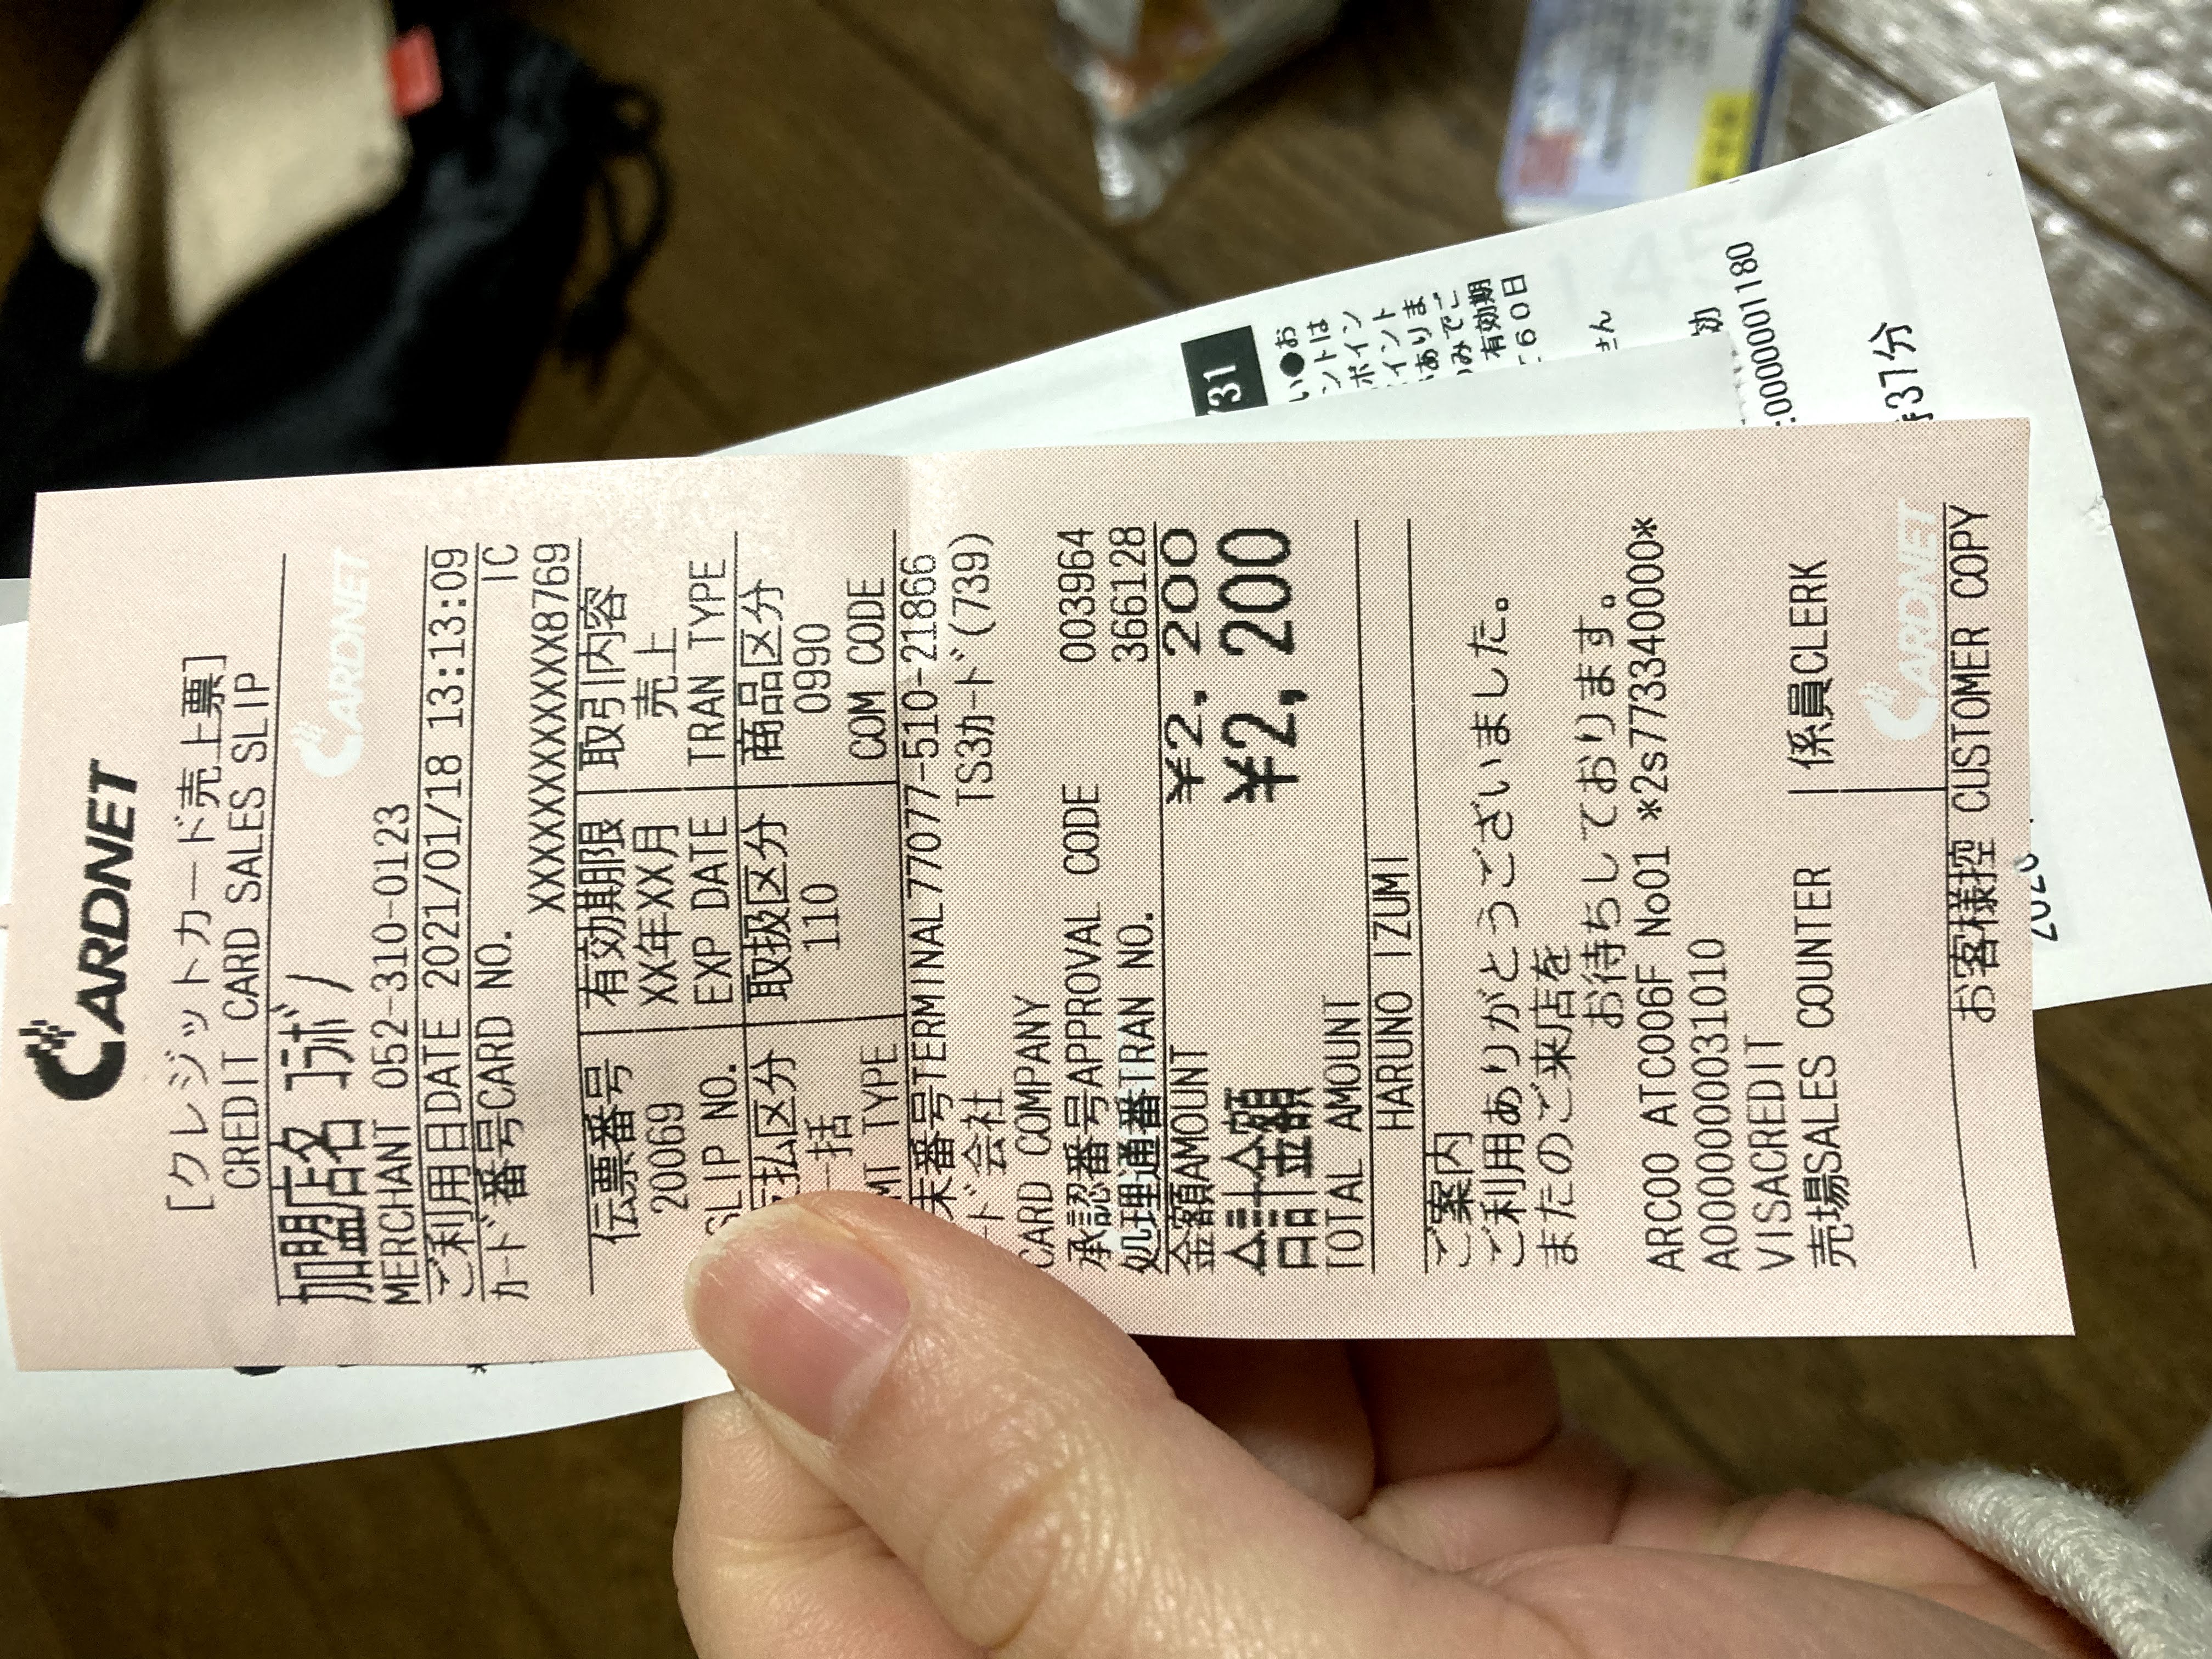 CARDNET
[クレジットカード売上票]
CREDIT CARD SALES SLIP
加盟店名 ｺﾗﾎﾞﾉ
CARDNET
MERCHANT 052-310-0123
ご利用日DATE 2021/01/18 13:13:09
ｶｰﾄﾞ番号CARD NO. IC
XXXXXXXXXXXX8769
伝票番号 有効期限 取引内容
20069 XX年XX月 売上
SLIP NO. EXP DATE TRAN TYPE
払区分 取扱区分 商品区分
一括 110 0990
MT TYPE COM CODE
末番号TERMINAL77077-510-21866
ｰﾄﾞ会社 TS3ｶｰﾄﾞ(739)
CARD COMPANY
承認番号APPROVAL CODE 003964
処理通番TRAN NO. 366128
金額AMOUNT ¥2,200
合計金額 ¥2,200
TOTAL AMOUNT
HARUNO IZUMI
ご案内
ご利用ありがとうございました。
またのご来店を
お待ちしております。
ARC00 ATC006F No01 *2s773340000*
A0000000031010
VISACREDIT
売場SALES COUNTER 係員CLERK
CARDNET
お客様控 CUSTOMER COPY
/31
い●お
ントは
ポイン
イント
ありま
みでご
有効期
60日
せん
効
:0000001180
37分